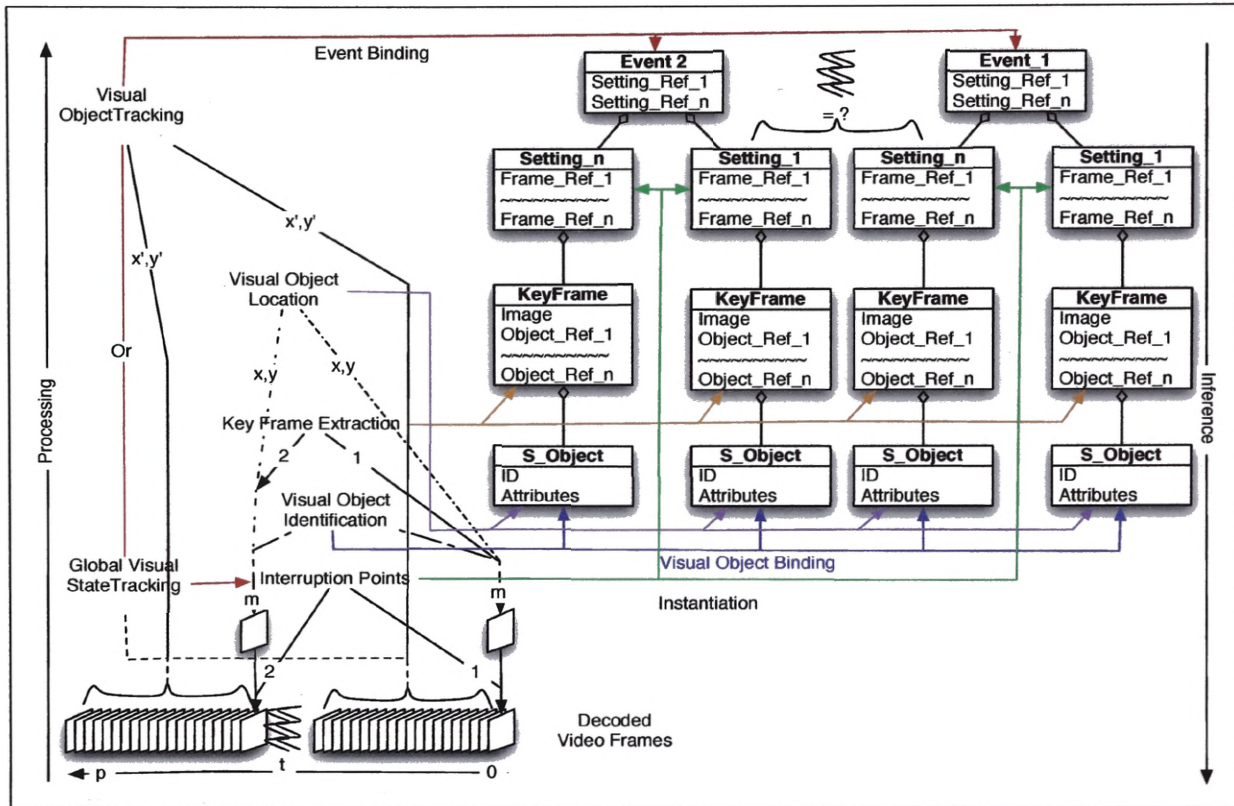 Event Binding
Event 2
Setting_Ref_1
Setting_Ref_n
Event_1
Setting_Ref_1
Setting_Ref_n
Visual
ObjectTracking
= ?
Setting_n
Frame_Ref_1
~~~~~~~~~~
Frame_Ref_n
Setting_1
Frame_Ref_1
~~~~~~~~~~
Frame_Ref_n
Setting_n
Frame_Ref_1
~~~~~~~~~~
Frame_Ref_n
Setting_1
Frame_Ref_1
~~~~~~~~~~
Frame_Ref_n
x',y'
x',y'
Visual Object
Location
KeyFrame
Image
Object_Ref_1
~~~~~~~~~~
Object_Ref_n
KeyFrame
Image
Object_Ref_1
~~~~~~~~~~
Object_Ref_n
KeyFrame
Image
Object_Ref_1
~~~~~~~~~~
Object_Ref_n
KeyFrame
Image
Object_Ref_1
~~~~~~~~~~
Object_Ref_n
Or
x,y
x,y
Processing
Inference
Key Frame Extraction
2
1
S_Object
ID
Attributes
S_Object
ID
Attributes
S_Object
ID
Attributes
S_Object
ID
Attributes
Visual Object
Identification
Visual Object Binding
Global Visual
StateTracking
Interruption Points
m
m
Instantiation
2
1
Decoded
Video Frames
p
t
0